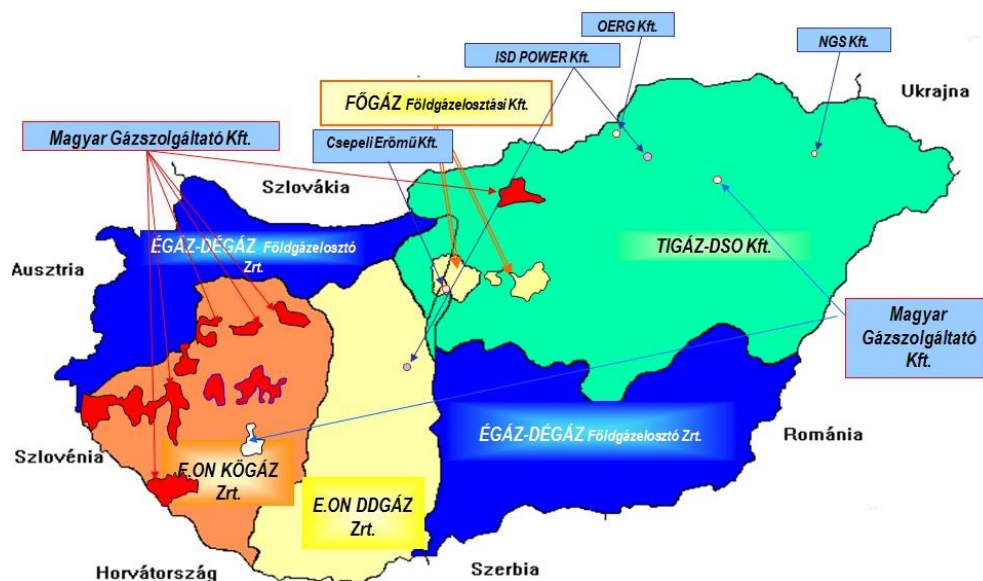 OERG Kft.
ISD POWER Kft.
NGS Kft.
Ukrajna
FŐGÁZ Földgázelosztási Kft.
Magyar Gázszolgáltató Kft.
Csepeli Erőmű Kft.
Szlovákia
ÉGÁZ-DÉGÁZ Földgázelosztó
Zrt.
TIGÁZ-DSO Kft.
Ausztria
Magyar
Gázszolgáltató
Kft.
ÉGÁZ-DÉGÁZ Földgázelosztó Zrt.
Románia
Szlovénia
E.ON KÖGÁZ
Zrt.
E.ON DDGÁZ
Zrt.
Horvátország
Szerbia